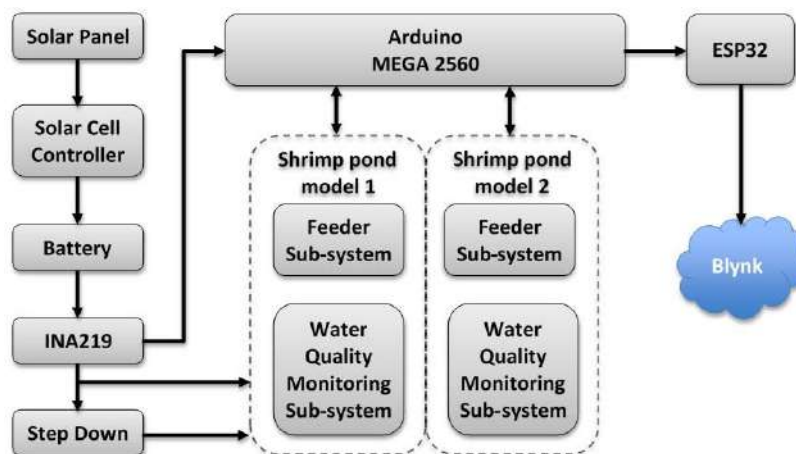 Solar Panel
Solar Cell
Controller
Battery
INA219
Step Down
Arduino
MEGA 2560
Shrimp pond
model 1
Feeder
Sub-system
Water
Quality
Monitoring
Sub-system
Shrimp pond
model 2
Feeder
Sub-system
Water
Quality
Monitoring
Sub-system
ESP32
Blynk